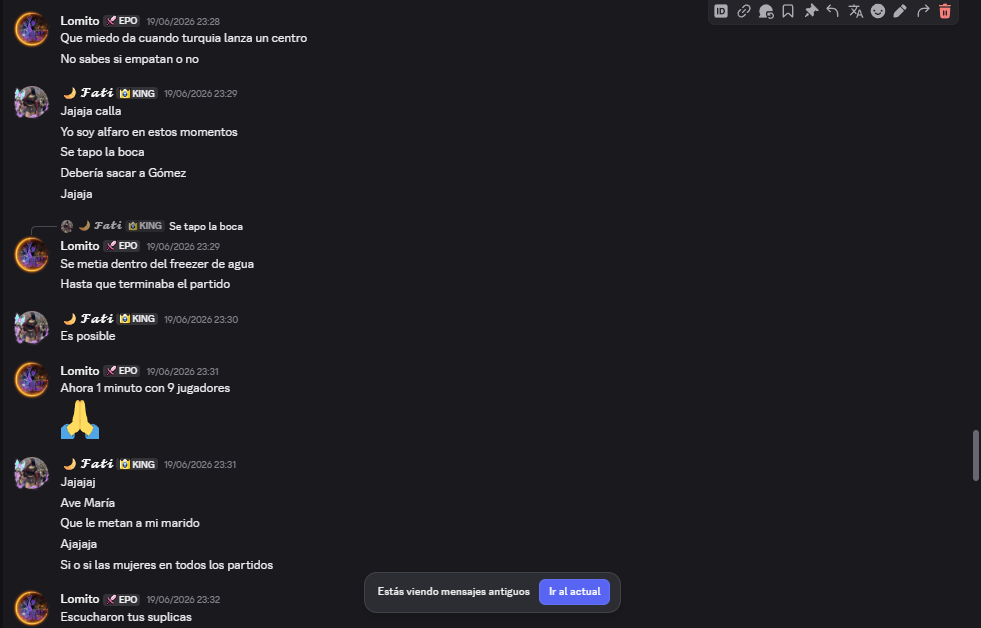 ID
Lomito EPO 19/06/2026 23:28
Que miedo da cuando turquia lanza un centro
No sabes si empatan o no
🌙 𝓕𝓪𝓽𝓲 KING 19/06/2026 23:29
Jajaja calla
Yo soy alfaro en estos momentos
Se tapo la boca
Debería sacar a Gómez
Jajaja
🌙 𝓕𝓪𝓽𝓲 KING Se tapo la boca
Lomito EPO 19/06/2026 23:29
Se metia dentro del freezer de agua
Hasta que terminaba el partido
🌙 𝓕𝓪𝓽𝓲 KING 19/06/2026 23:30
Es posible
Lomito EPO 19/06/2026 23:31
Ahora 1 minuto con 9 jugadores
🙏
🌙 𝓕𝓪𝓽𝓲 KING 19/06/2026 23:31
Jajajaj
Ave María
Que le metan a mi marido
Ajajaja
Si o si las mujeres en todos los partidos
Estás viendo mensajes antiguos Ir al actual
Lomito EPO 19/06/2026 23:32
Escucharon tus suplicas